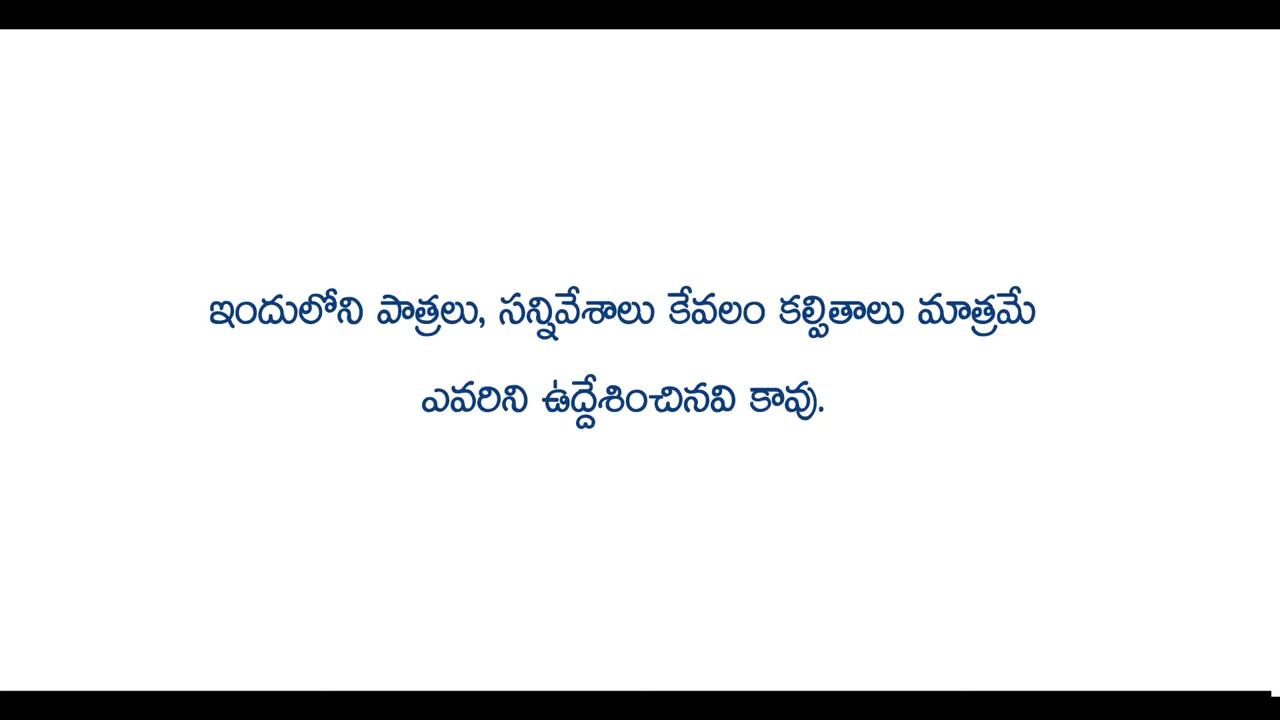 ఇందులోని పాత్రలు, సన్నివేశాలు కేవలం కల్పితాలు మాత్రమే
ఎవరిని ఉద్దేశించినవి కావు.